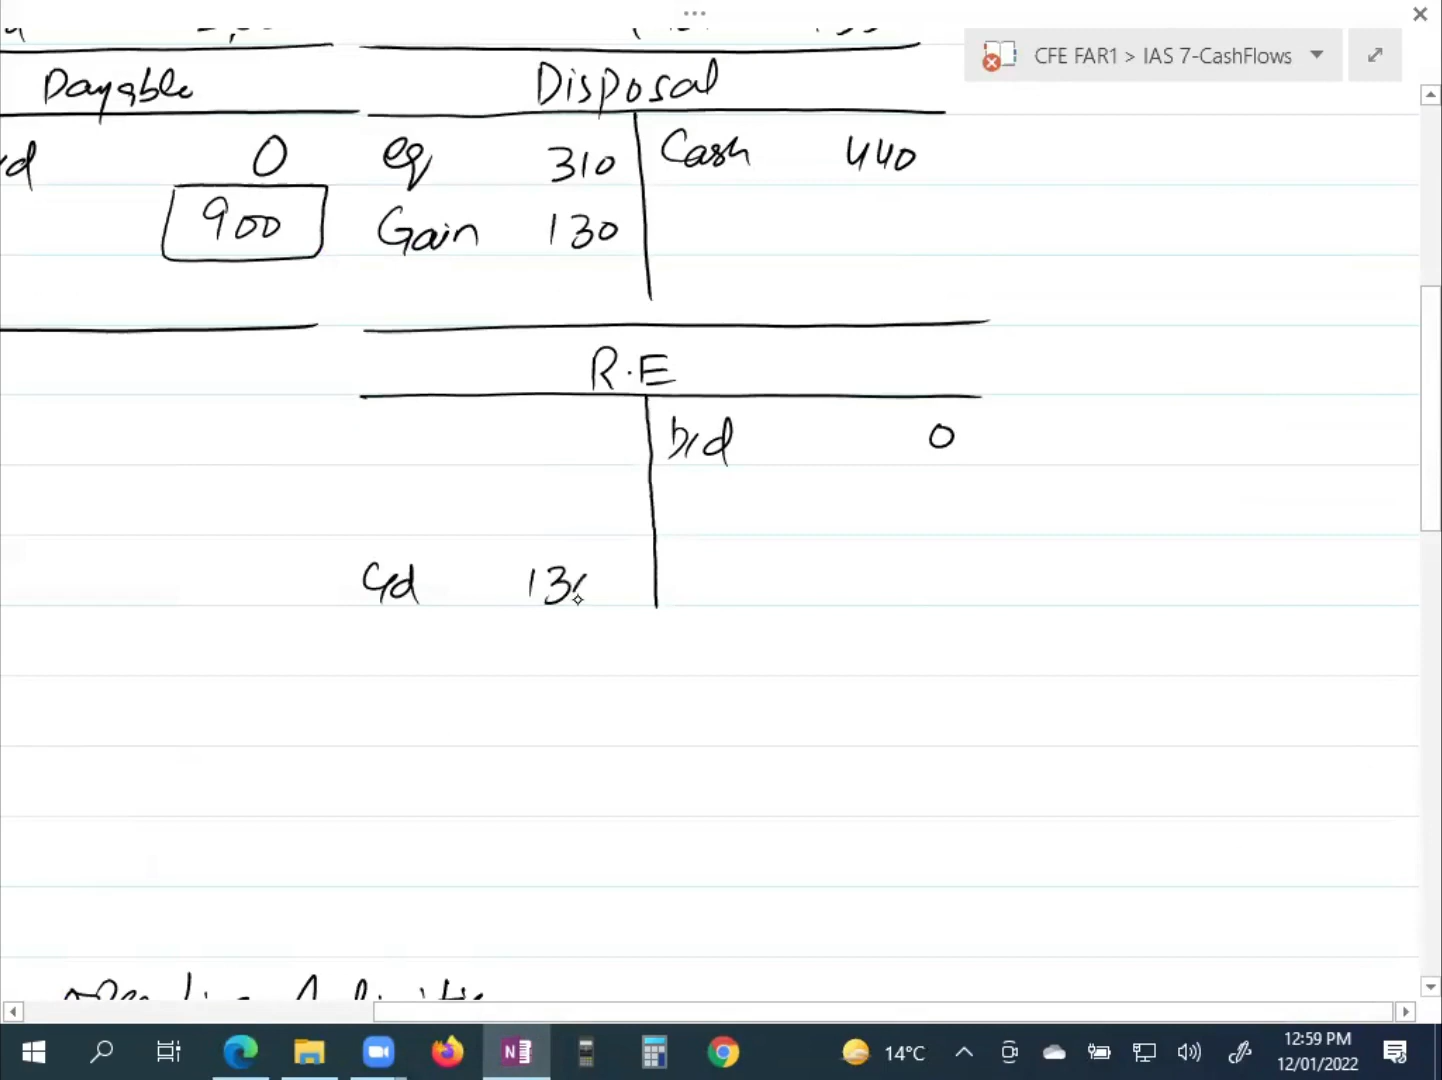 CFE FAR1 > IAS 7-CashFlows
Payable
Disposal
0
eq 310
Cash 440
900
Gain 130
R.E
b/d 0
c/d 13
14°C
12:59 PM
12/01/2022